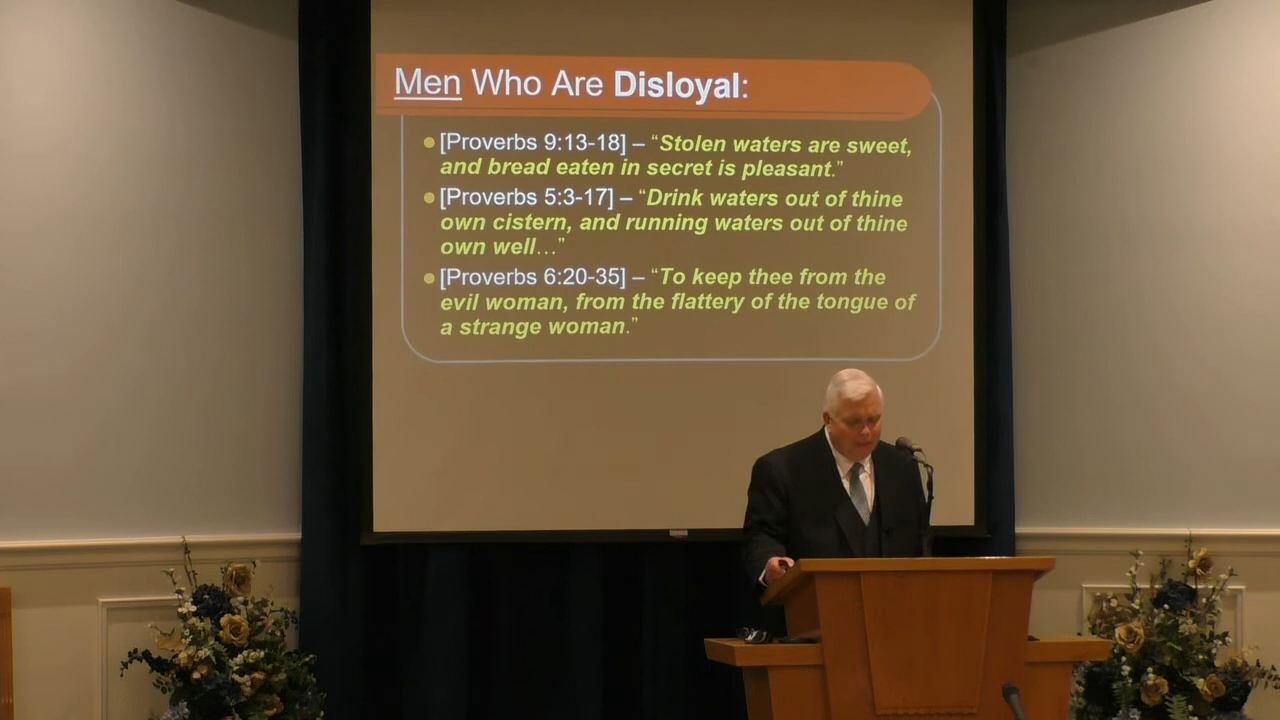 Men Who Are Disloyal:
[Proverbs 9:13-18] – “Stolen waters are sweet,
and bread eaten in secret is pleasant.”
[Proverbs 5:3-17] – “Drink waters out of thine
own cistern, and running waters out of thine
own well…”
[Proverbs 6:20-35] – “To keep thee from the
evil woman, from the flattery of the tongue of
a strange woman.”